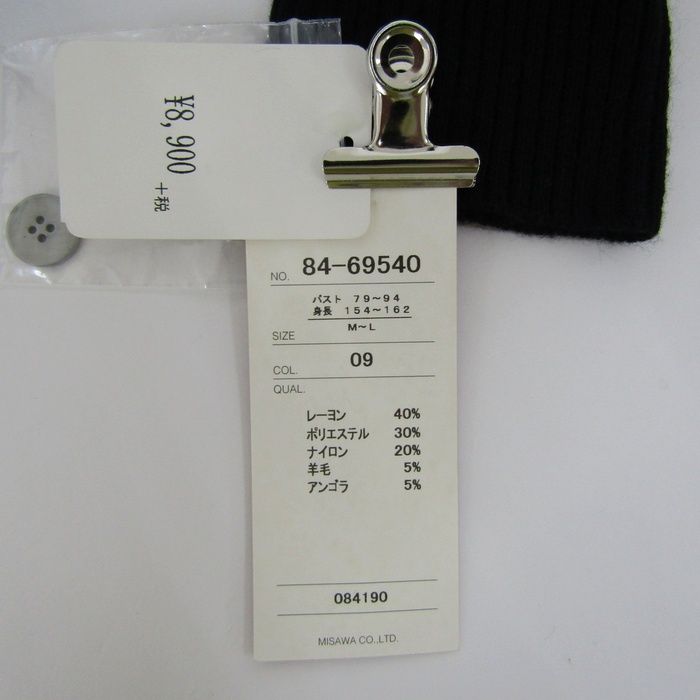 ¥8,900
+税
NO. 84-69540
バスト 79～94
身長 154～162
M～L
SIZE
COL. 09
QUAL.
レーヨン 40%
ポリエステル 30%
ナイロン 20%
羊毛 5%
アンゴラ 5%
084190
MISAWA CO.,LTD.